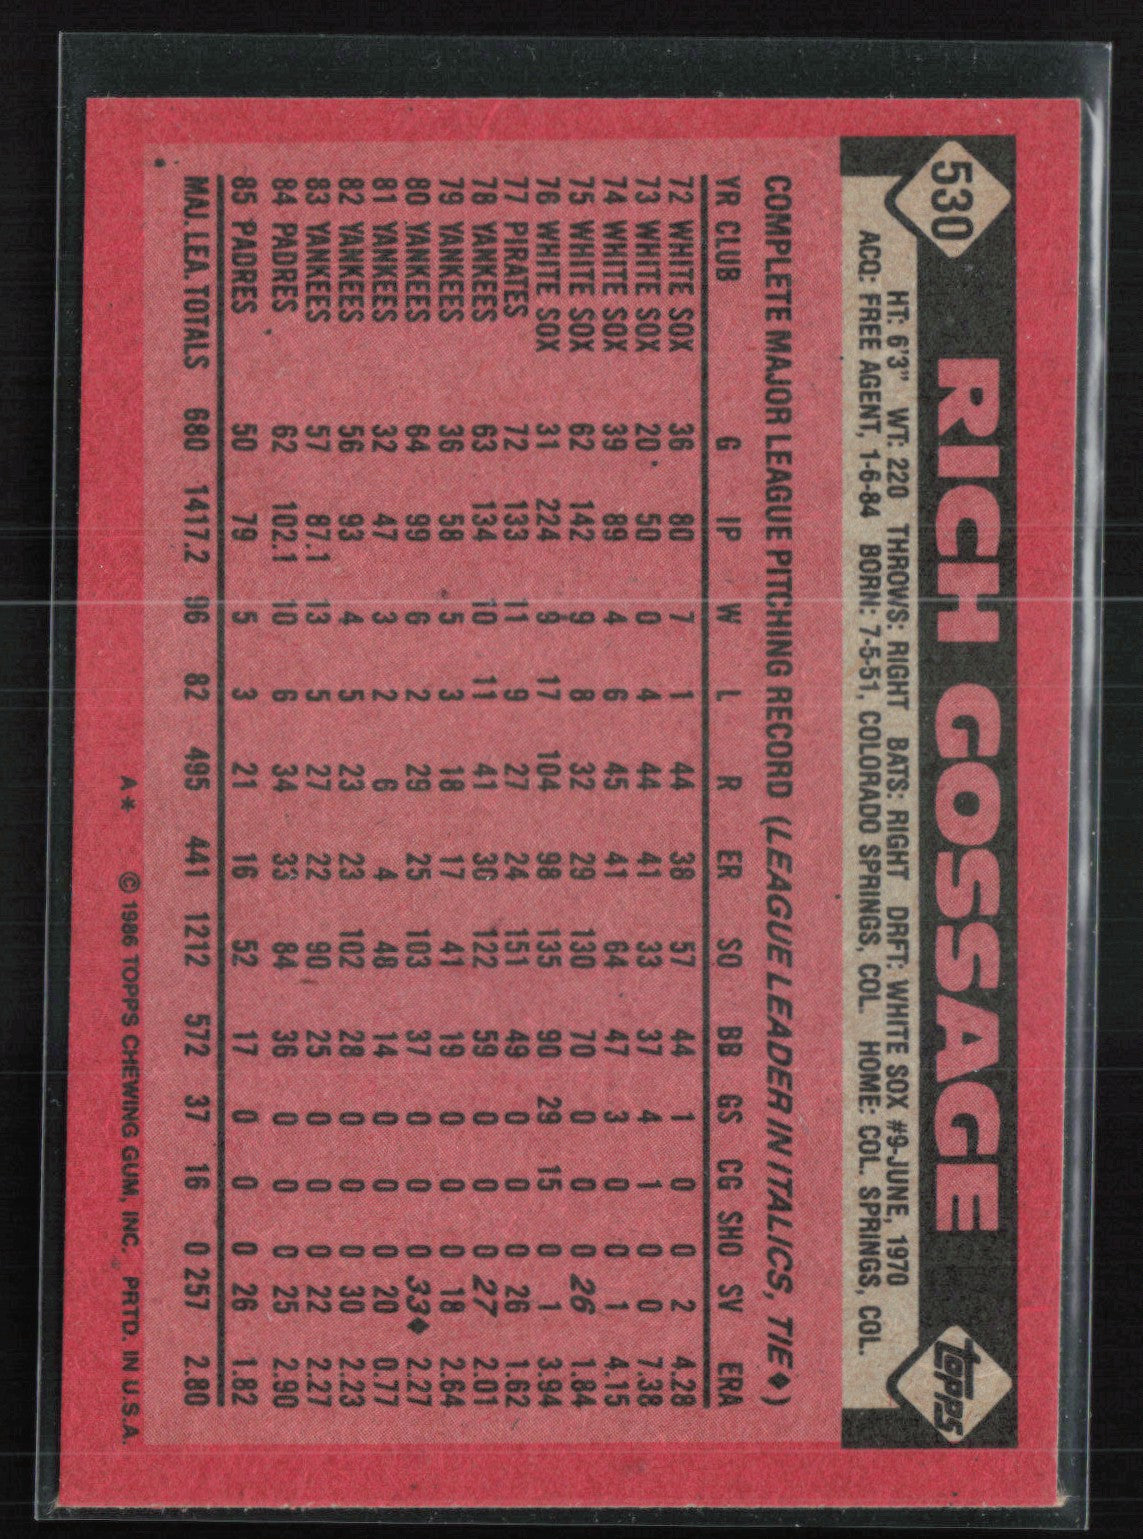 530 RICH GOSSAGE topps
HT: 6'3" WT: 220 THROWS: RIGHT BATS: RIGHT DRFT: WHITE SOX #9-JUNE, 1970
ACQ: FREE AGENT, 1-6-84 BORN: 7-5-51, COLORADO SPRINGS, COL. HOME: COL. SPRINGS, COL.
COMPLETE MAJOR LEAGUE PITCHING RECORD (LEAGUE LEADER IN ITALICS, TIE ♦)
YR CLUB G IP W L R ER SO BB GS CG SHO SV ERA
72 WHITE SOX 36 80 7 1 44 38 57 44 1 0 0 2 4.28
73 WHITE SOX 20 50 0 4 44 41 33 37 4 1 0 0 7.38
74 WHITE SOX 39 89 4 6 45 41 64 47 3 0 0 1 4.15
75 WHITE SOX 62 142 9 8 32 29 130 70 0 0 0 26 1.84
76 WHITE SOX 31 224 9 17 104 98 135 90 29 15 0 1 3.94
77 PIRATES 72 133 11 9 27 24 151 49 0 0 0 26 1.62
78 YANKEES 63 134 10 11 41 30 122 59 0 0 0 27 2.01
79 YANKEES 36 58 5 3 18 17 41 19 0 0 0 18 2.64
80 YANKEES 64 99 6 2 29 25 103 37 0 0 0 33♦ 2.27
81 YANKEES 32 47 3 2 6 4 48 14 0 0 0 20 0.77
82 YANKEES 56 93 4 5 23 23 102 28 0 0 0 30 2.23
83 YANKEES 57 87.1 13 5 27 22 90 25 0 0 0 22 2.27
84 PADRES 62 102.1 10 6 34 33 84 36 0 0 0 25 2.90
85 PADRES 50 79 5 3 21 16 52 17 0 0 0 26 1.82
MAJ. LEA. TOTALS 680 1417.2 96 82 495 441 1212 572 37 16 0 257 2.80
A* © 1986 TOPPS CHEWING GUM, INC. PRTD. IN U.S.A.